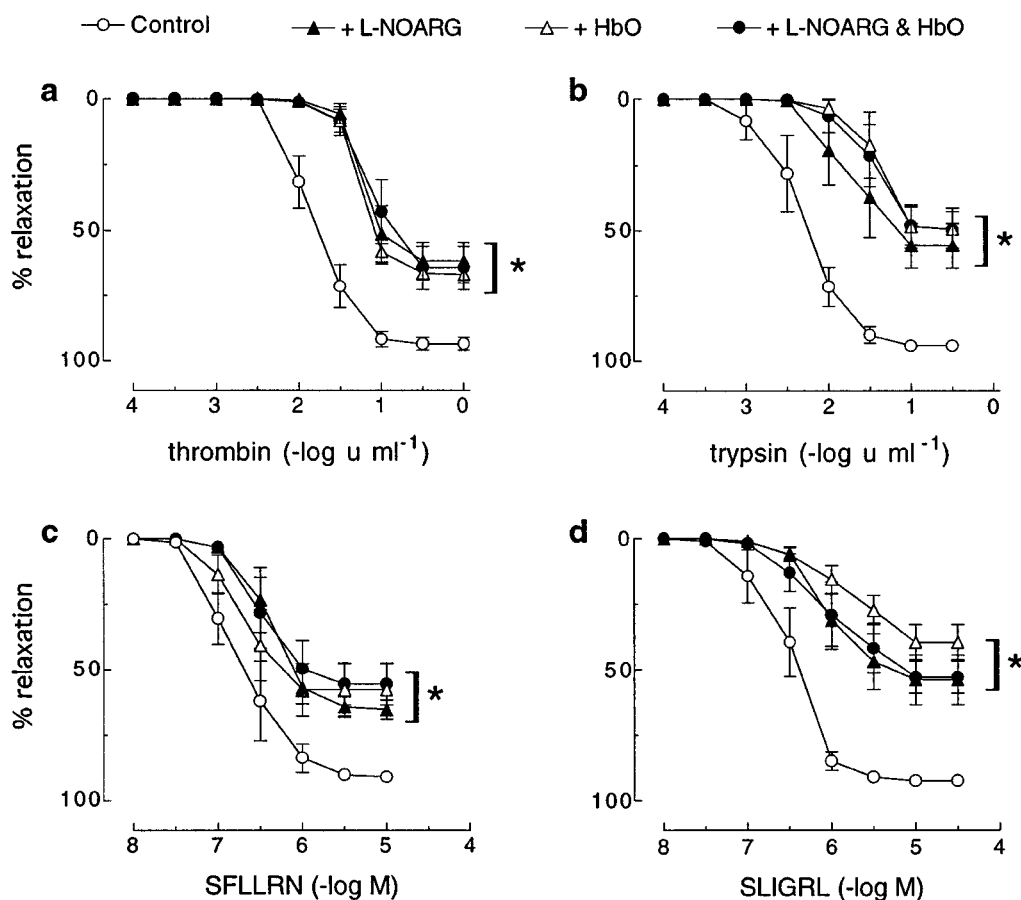 Control + L-NOARG + HbO + L-NOARG & HbO
a
0
50
100
% relaxation
*
4 3 2 1 0
thrombin (-log u ml⁻¹)
b
0
50
100
*
4 3 2 1 0
trypsin (-log u ml⁻¹)
c
0
50
100
% relaxation
*
8 7 6 5 4
SFLLRN (-log M)
d
0
50
100
*
8 7 6 5 4
SLIGRL (-log M)